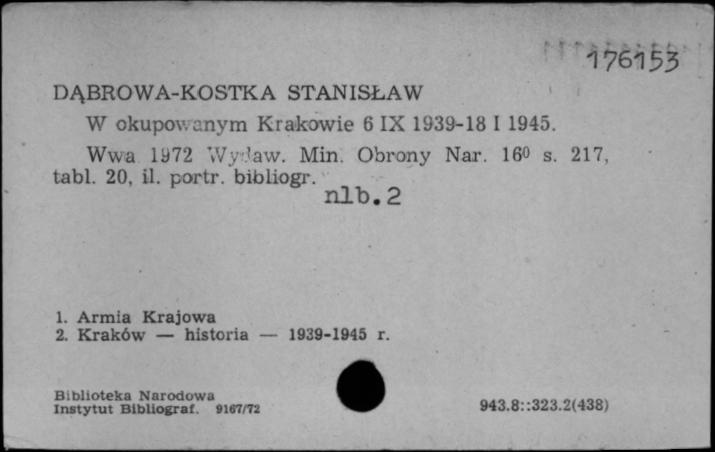 176153
DĄBROWA-KOSTKA STANISŁAW
W okupowanym Krakowie 6 IX 1939-18 I 1945.
Wwa 1972 Wydaw. Min. Obrony Nar. 16⁰ s. 217,
tabl. 20, il. portr. bibliogr.
nlb. 2
1. Armia Krajowa
2. Kraków — historia — 1939-1945 r.
Biblioteka Narodowa
Instytut Bibliograf. 9167/72
943.8::323.2(438)